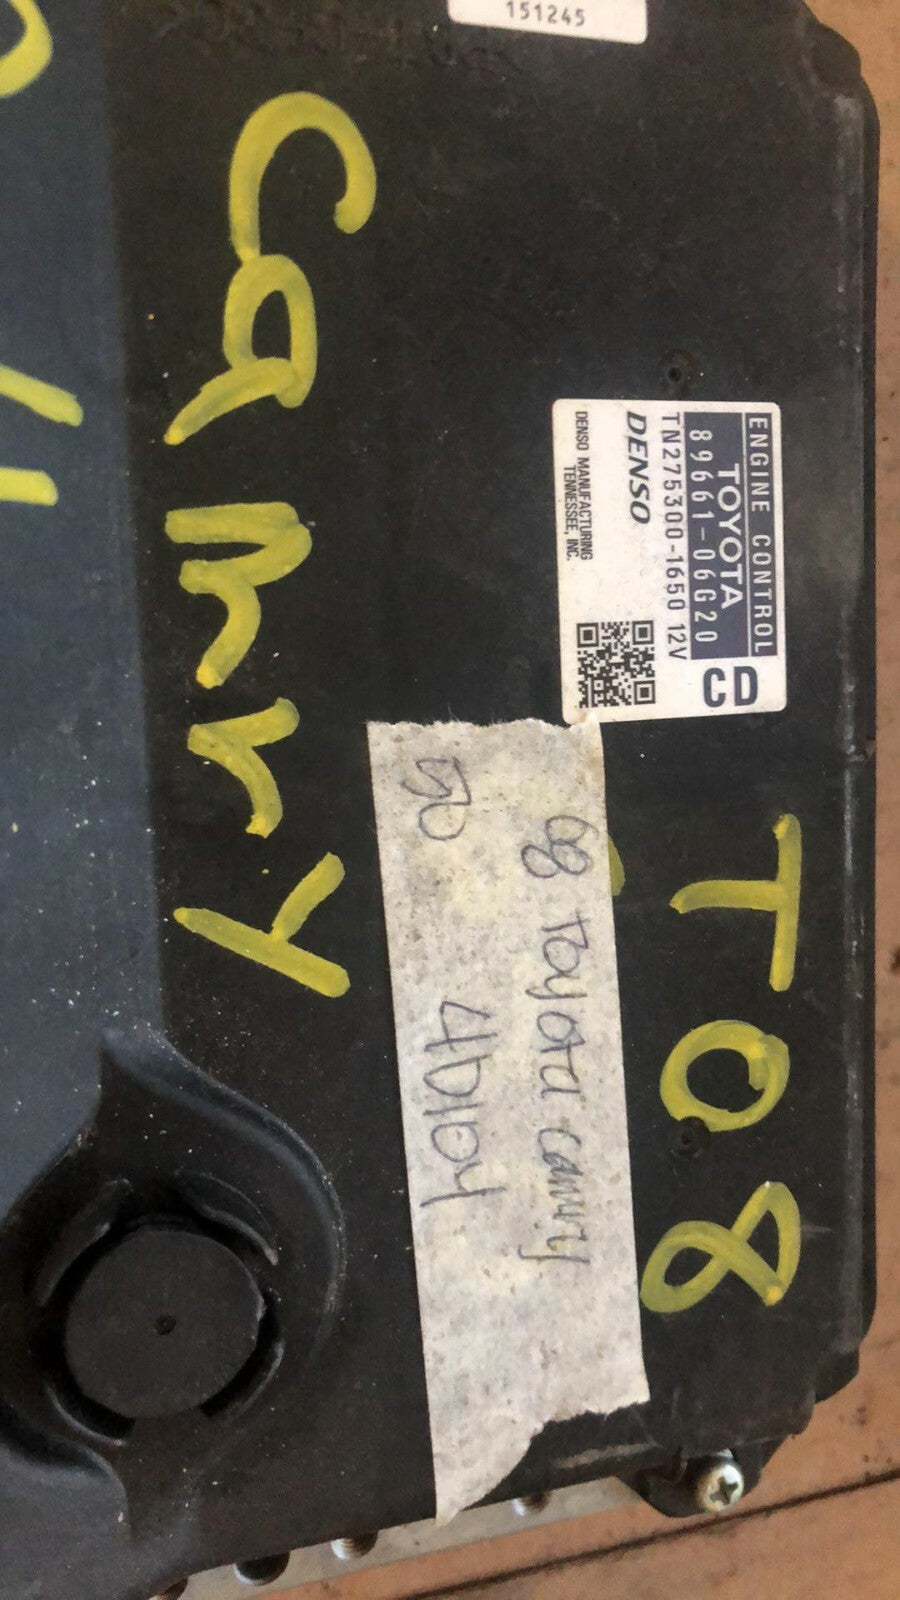 151245
ENGINE CONTROL
TOYOTA
89661-06G20
CD
TN275300-1650 12V
DENSO
DENSO MANUFACTURING
TENNESSEE, INC.
T08
08 Toyota camry
50
Camry